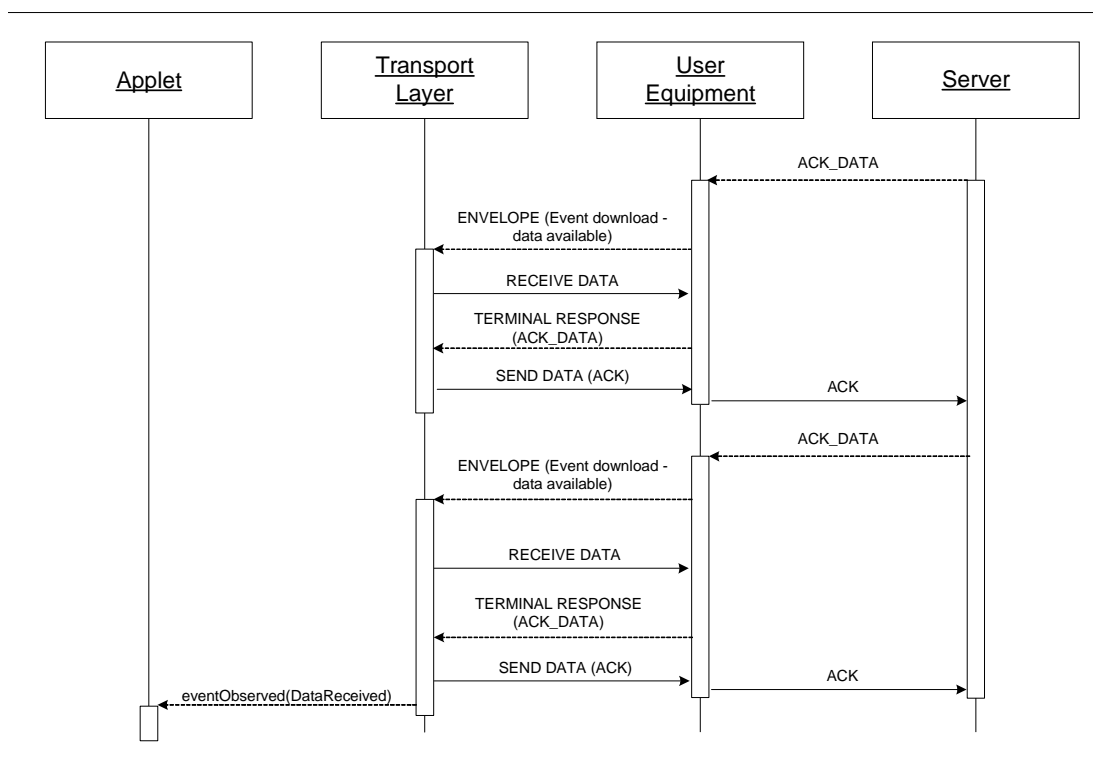 Applet
Transport
Layer
User
Equipment
Server
ACK_DATA
ENVELOPE (Event download -
data available)
RECEIVE DATA
TERMINAL RESPONSE
(ACK_DATA)
SEND DATA (ACK)
ACK
ACK_DATA
ENVELOPE (Event download -
data available)
RECEIVE DATA
TERMINAL RESPONSE
(ACK_DATA)
SEND DATA (ACK)
ACK
eventObserved(DataReceived)